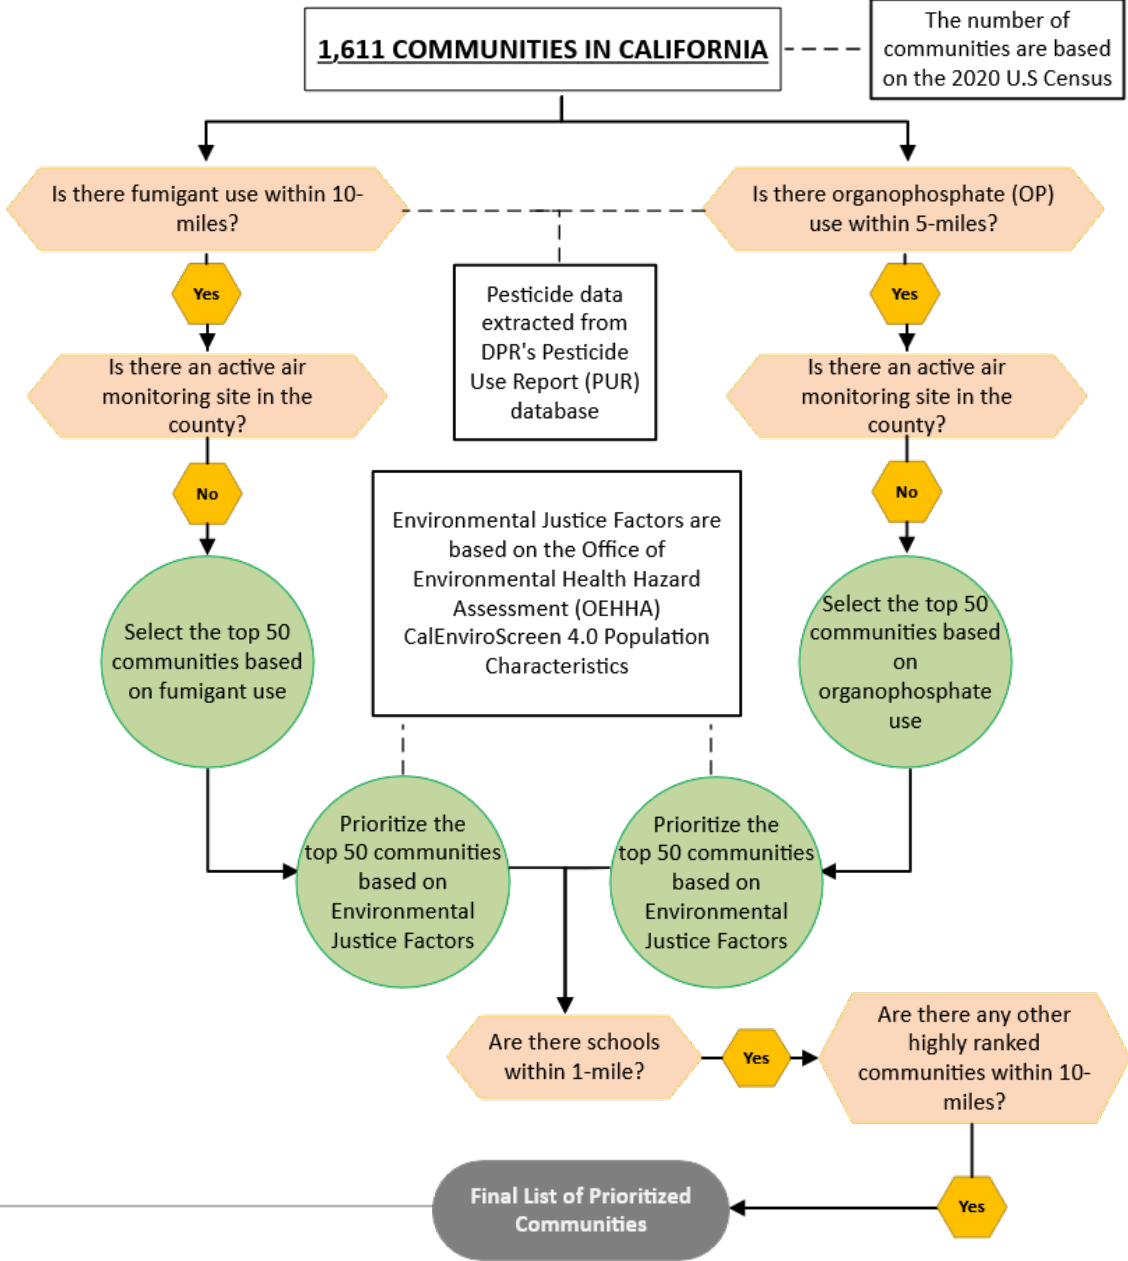 1,611 COMMUNITIES IN CALIFORNIA
The number of
communities are based
on the 2020 U.S Census
Is there fumigant use within 10-
miles?
Is there organophosphate (OP)
use within 5-miles?
Yes
Pesticide data
extracted from
DPR's Pesticide
Use Report (PUR)
database
Yes
Is there an active air
monitoring site in the
county?
Is there an active air
monitoring site in the
county?
No
No
Environmental Justice Factors are
based on the Office of
Environmental Health Hazard
Assessment (OEHHA)
CalEnviroScreen 4.0 Population
Characteristics
Select the top 50
communities based
on fumigant use
Select the top 50
communities based
on
organophosphate
use
Prioritize the
top 50 communities
based on
Environmental
Justice Factors
Prioritize the
top 50 communities
based on
Environmental
Justice Factors
Are there schools
within 1-mile?
Yes
Are there any other
highly ranked
communities within 10-
miles?
Yes
Final List of Prioritized
Communities